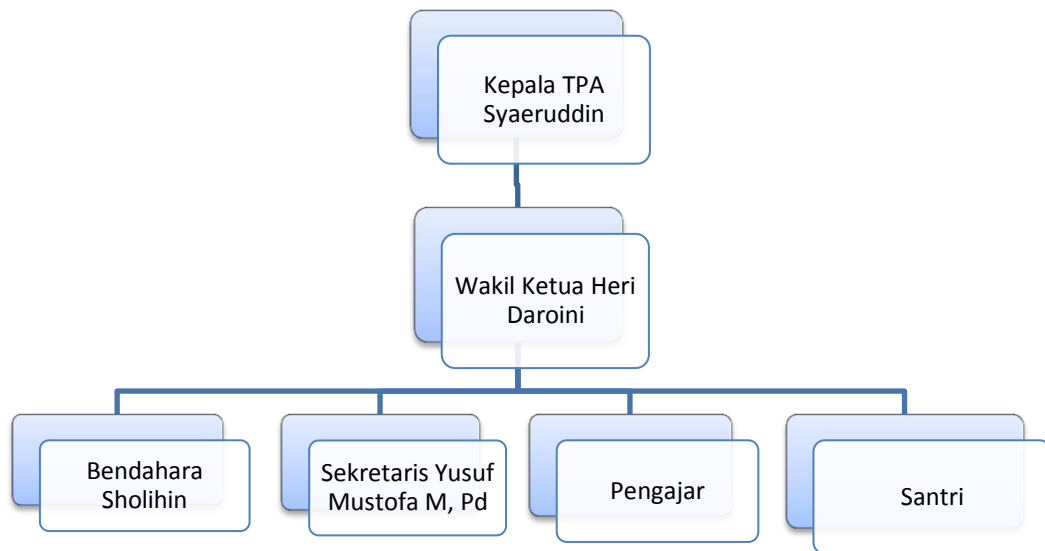 Kepala TPA
Syaeruddin
Wakil Ketua Heri
Daroini
Bendahara
Sholihin
Sekretaris Yusuf
Mustofa M, Pd
Pengajar
Santri